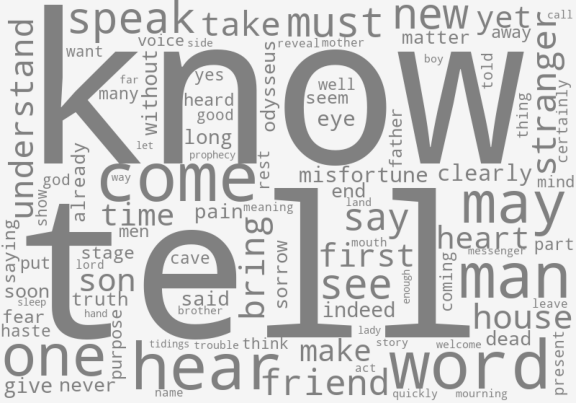 speak take must new yet call
understand want voice side reveal mother matter away stranger
know
far many without yes heard good odysseus well seem eye boy told thing certainly
let long prophecy rest father
god already way come misfortune clearly mind
show time pain meaning end land may
saying men say heart part
tell
put stage son cave bring sorrow first mouth see enough coming messenger man
soon lord truth said indeed house leave
sleep hand brother
fear haste purpose lady dead present
one tidings trouble think make story welcome
hear friend act word
give never name quickly mourning